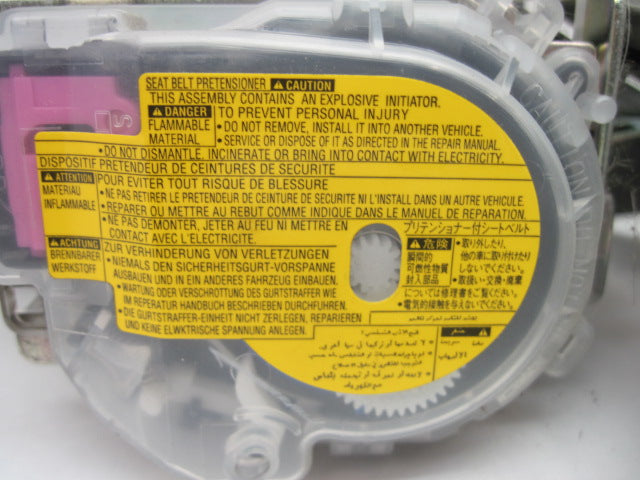 SEAT BELT PRETENSIONER CAUTION
THIS ASSEMBLY CONTAINS AN EXPLOSIVE INITIATOR.
DANGER TO PREVENT PERSONAL INJURY
FLAMMABLE • DO NOT REMOVE, INSTALL IT INTO ANOTHER VEHICLE.
MATERIAL • SERVICE OR DISPOSE OF IT AS DIRECTED IN THE REPAIR MANUAL.
• DO NOT DISMANTLE, INCINERATE OR BRING INTO CONTACT WITH ELECTRICITY.
DISPOSITIF PRETENDEUR DE CEINTURES DE SECURITE
ATTENTION POUR EVITER TOUT RISQUE DE BLESSURE
MATERIAU • NE PAS RETIRER LE PRETENDEUR DE CEINTURE DE SECURITE NI L'INSTALL DANS UN AUTRE VEHICULE.
INFLAMMABLE • REPARER OU METTRE AU REBUT COMME INDIQUE DANS LE MANUEL DE REPARATION.
• NE PAS DEMONTER, JETER AU FEU NI METTRE EN
CONTACT AVEC L'ELECTRICITE.
ACHTUNG ZUR VERHINDERUNG VON VERLETZUNGEN
BRENNBARER • NIEMALS DEN SICHERHEITSGURT-VORSPANNE
WERKSTOFF AUSBAUEN UND IN EIN ANDERES FAHRZEUG EINBAUEN.
• WARTUNG ODER VERSCHROTTUNG DES GURTSTRAFFER WIE
IM REPERATUR HANDBUCH BESCHRIEBEN DURCHFUHREN.
• DIE GURTSTRAFFER-EINHEIT NICHT ZERLEGEN, REPARIEREN
UND KEINE ELWKTRISCHE SPANNUNG ANLEGEN.
プリテンショナー付シートベルト
危険 • 取り外したり、
瞬間的 他の車に取り付けたり
可燃性物質 しないでください。
封入部品 • 取扱い・交換・廃棄
については修理書をご覧ください。
• 電気的接触を与えないでください。
CAUTION